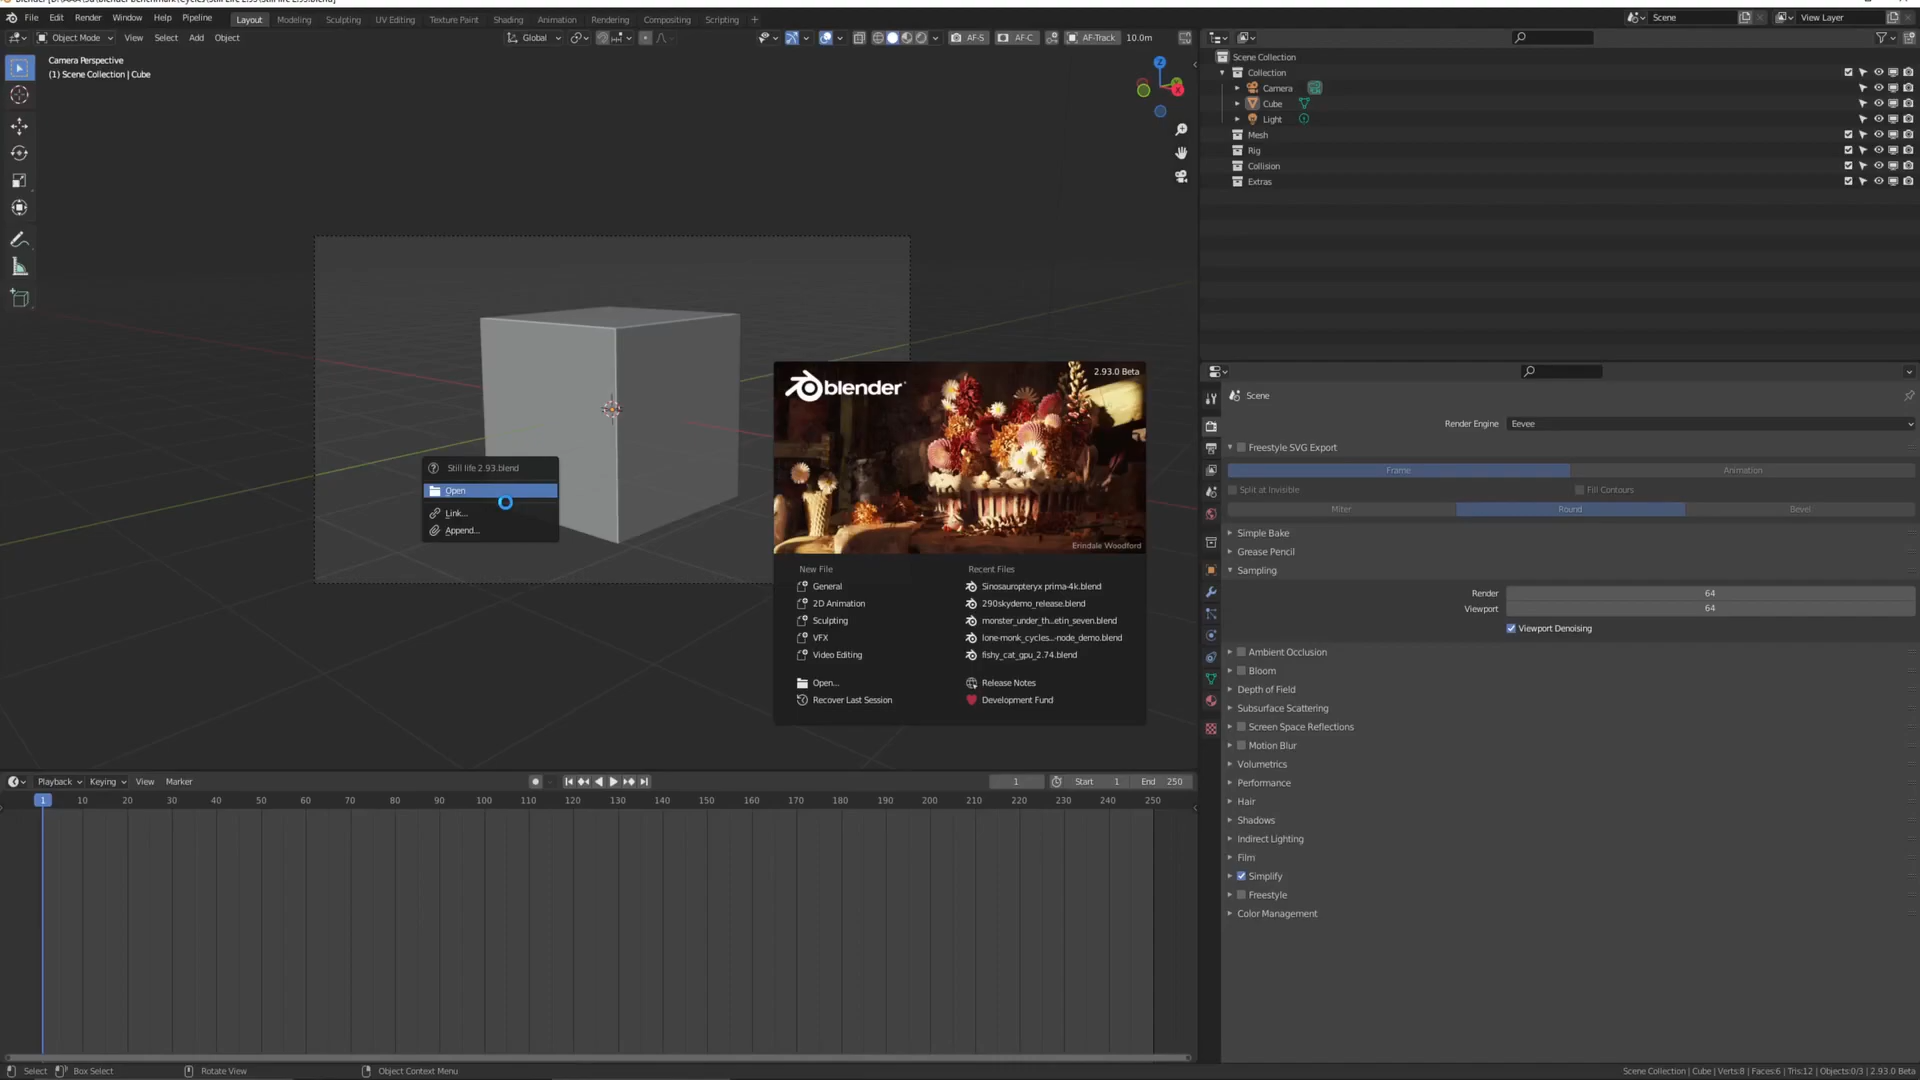 File Edit Render Window Help Pipeline Layout Modeling Sculpting UV Editing Texture Paint Shading Animation Rendering Compositing Scripting + Scene View Layer
Object Mode View Select Add Object Global AF-S AF-C AF-Track 10.0m
Camera Perspective
(1) Scene Collection | Cube
Z
X
Scene Collection
Collection
Camera
Cube
Light
Mesh
Rig
Collision
Extras
Still life 2.93.blend
Open
Link...
Append...
blender
2.93.0 Beta
Erindale Woodford
New File
General
2D Animation
Sculpting
VFX
Video Editing
Open...
Recover Last Session
Recent Files
Sinosauropteryx prima-4k.blend
290skydemo_release.blend
monster_under_th...etin_seven.blend
lone-monk_cycles...-node_demo.blend
fishy_cat_gpu_2.74.blend
Release Notes
Development Fund
Scene
Render Engine Eevee
Freestyle SVG Export
Frame Animation
Split at Invisible Fill Contours
Miter Round Bevel
Simple Bake
Grease Pencil
Sampling
Render 64
Viewport 64
Viewport Denoising
Ambient Occlusion
Bloom
Depth of Field
Subsurface Scattering
Screen Space Reflections
Motion Blur
Volumetrics
Performance
Hair
Shadows
Indirect Lighting
Film
Simplify
Freestyle
Color Management
Playback Keying View Marker 1 Start 1 End 250
1 10 20 30 40 50 60 70 80 90 100 110 120 130 140 150 160 170 180 190 200 210 220 230 240 250
Select Box Select Rotate View Object Context Menu Scene Collection | Cube | Verts:8 | Faces:6 | Tris:12 | Objects:0/3 | 2.93.0 Beta